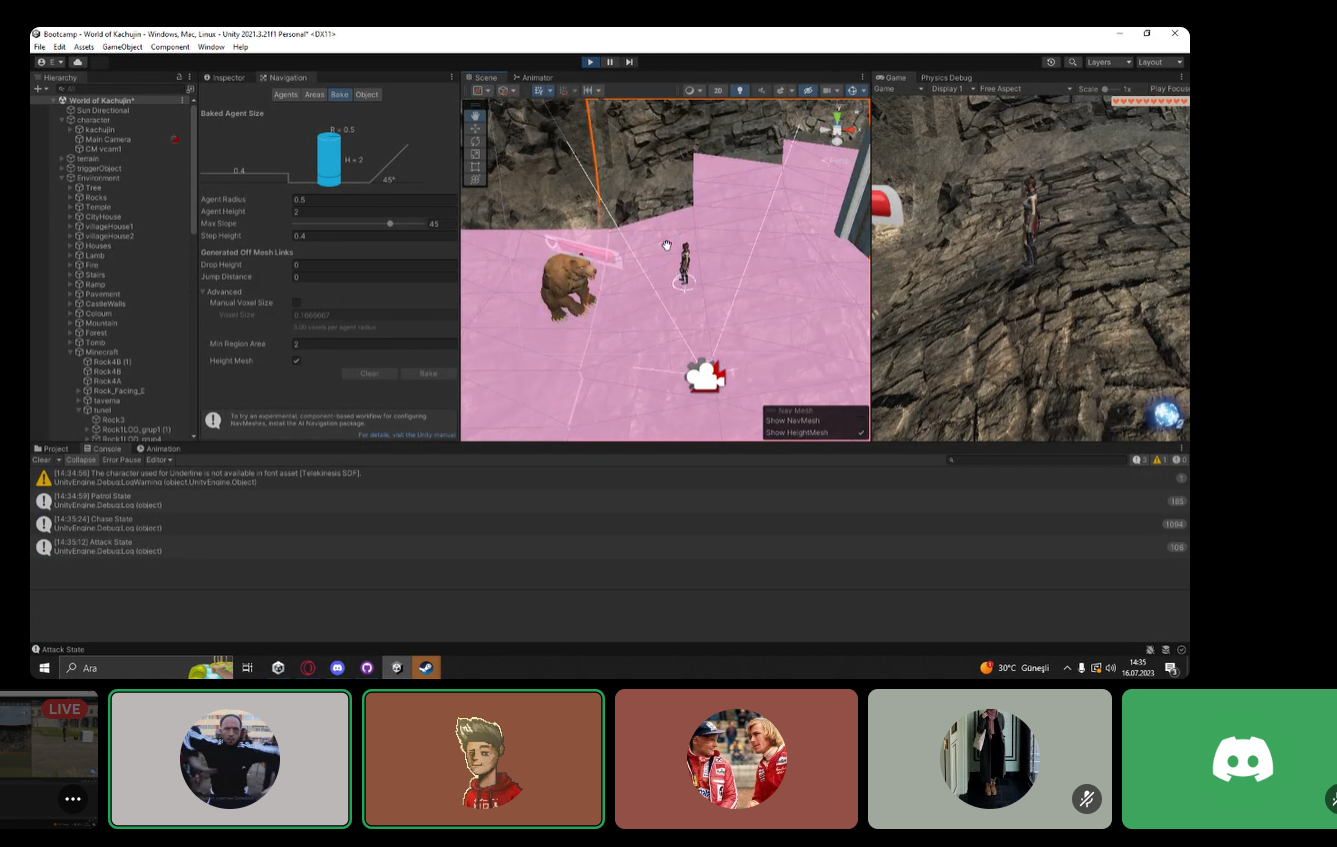 Bootcamp - World of Kachujin - Windows, Mac, Linux - Unity 2021.3.21f1 Personal* <DX11>
File Edit Assets GameObject Component Window Help
E
Layers
Layout
Hierarchy
All
World of Kachujin*
Sun Directional
character
kachujin
Main Camera
CM vcam1
terrain
triggerObject
Environment
Tree
Rocks
Temple
CityHouse
villageHouse1
villageHouse2
Houses
Lamb
Fire
Stairs
Ramp
Pavement
CastleWalls
Coloum
Mountain
Forest
Tomb
Minecraft
Rock4B (1)
Rock4B
Rock4A
Rock_Facing_E
taverna
tunel
Rock3
Rock1LOD_grup1 (1)
Rock1LOD_grup4
Inspector
Navigation
Agents Areas Bake Object
Baked Agent Size
R = 0.5
H = 2
0.4
45°
Agent Radius 0.5
Agent Height 2
Max Slope 45
Step Height 0.4
Generated Off Mesh Links
Drop Height 0
Jump Distance 0
Advanced
Manual Voxel Size
Voxel Size 0.1666667
3.00 voxels per agent radius
Min Region Area 2
Height Mesh
Clear Bake
To try an experimental, component-based workflow for configuring
NavMeshes, install the AI Navigation package.
For details, visit the Unity manual
Scene
Animator
2D
Nav Mesh
Show NavMesh
Show HeightMesh
Game Physics Debug
Game Display 1 Free Aspect Scale 1x Play Focus
Project Console Animation
Clear Collapse Error Pause Editor
3 1 0
[14:34:56] The character used for Underline is not available in font asset [Telekinesis SDF].
UnityEngine.Debug:LogWarning (object,UnityEngine.Object)
1
[14:34:59] Patrol State
UnityEngine.Debug:Log (object)
185
[14:35:24] Chase State
UnityEngine.Debug:Log (object)
1094
[14:35:12] Attack State
UnityEngine.Debug:Log (object)
106
Attack State
Ara
30°C Güneşli
14:35
16.07.2023
3
LIVE